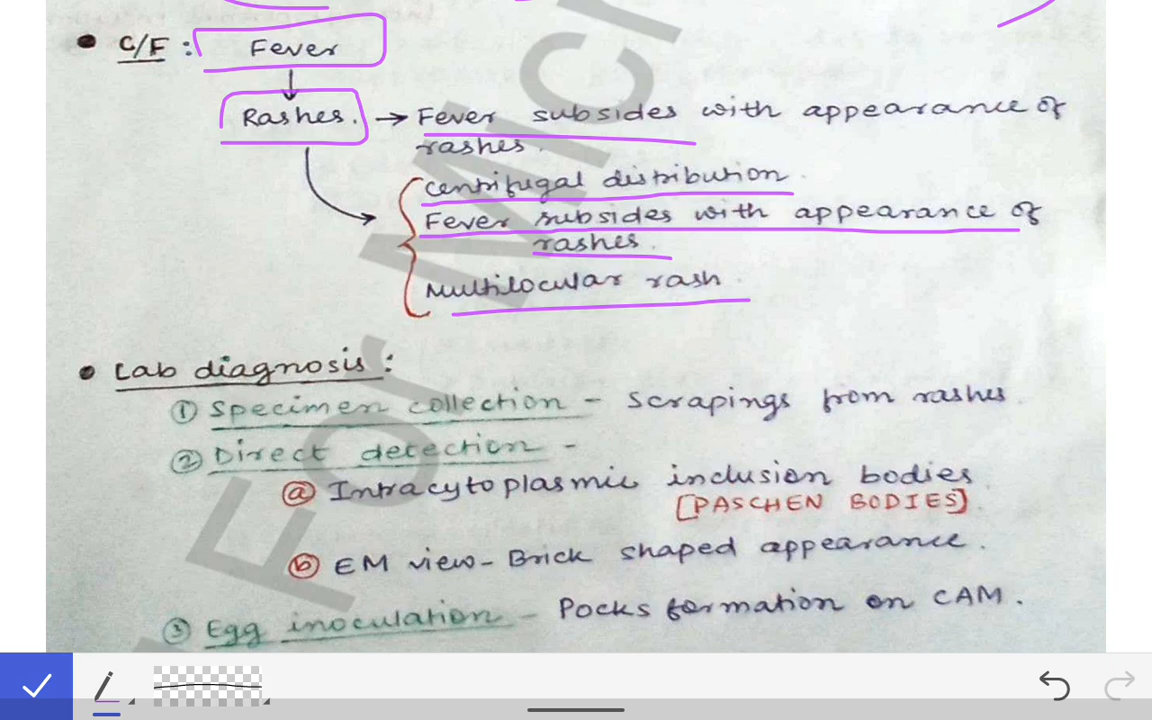 • C/F : Fever
↓
Rashes. → Fever subsides with appearance of
rashes.
centrifugal distribution.
Fever subsides with appearance of
rashes.
Multilocular rash.
• Lab diagnosis :
① Specimen collection - Scrapings from rashes.
② Direct detection -
ⓐ Intracytoplasmic inclusion bodies
[PASCHEN BODIES].
ⓑ EM view - Brick shaped appearance.
③ Egg inoculation - Pocks formation on CAM.
For Micr